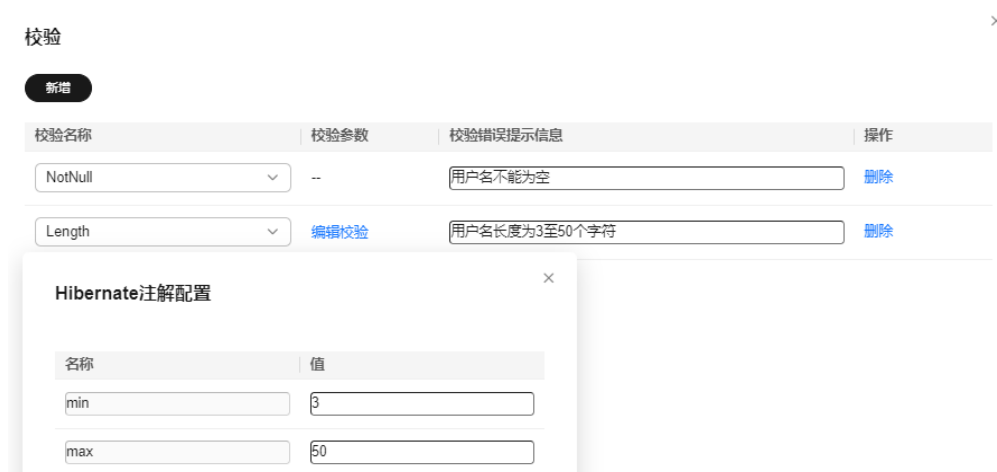 校验
新增
校验名称 校验参数 校验错误提示信息 操作
NotNull -- 用户名不能为空 删除
Length 编辑校验 用户名长度为3至50个字符 删除
Hibernate注解配置
名称 值
min 3
max 50